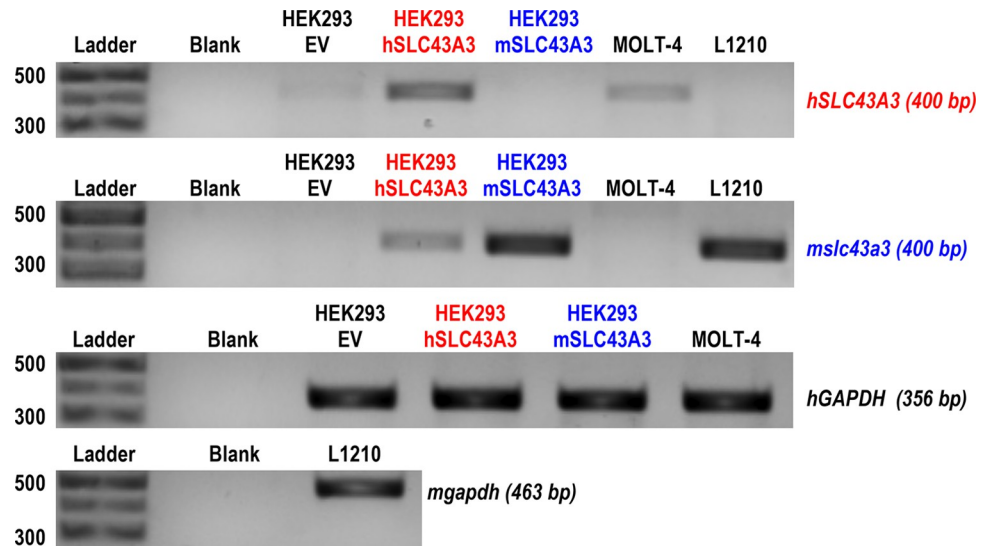 HEK293 HEK293 HEK293
Ladder Blank EV hSLC43A3 mSLC43A3 MOLT-4 L1210
500
hSLC43A3 (400 bp)
300
HEK293 HEK293 HEK293
Ladder Blank EV hSLC43A3 mSLC43A3 MOLT-4 L1210
500
mslc43a3 (400 bp)
300
HEK293 HEK293 HEK293
Ladder Blank EV hSLC43A3 mSLC43A3 MOLT-4
500
hGAPDH (356 bp)
300
Ladder Blank L1210
500
mgapdh (463 bp)
300